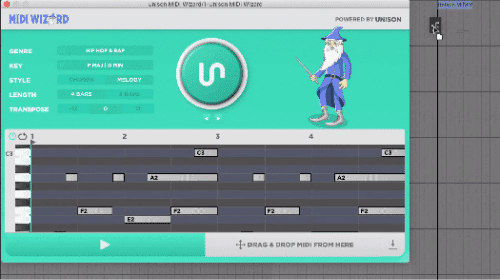 Unison MIDI Wizard/1-Unison MIDI Wizard
MIDI WIZARD
POWERED BY UNISON
GENRE HIP HOP & RAP
KEY F MAJ | D MIN
STYLE CHORDS MELODY
LENGTH 4 BARS 8 BARS
TRANSPOSE 0
1 2 3 4
C3 C3 C3
A2 A2
F2 F2 F2 F2
E2
DRAG & DROP MIDI FROM HERE